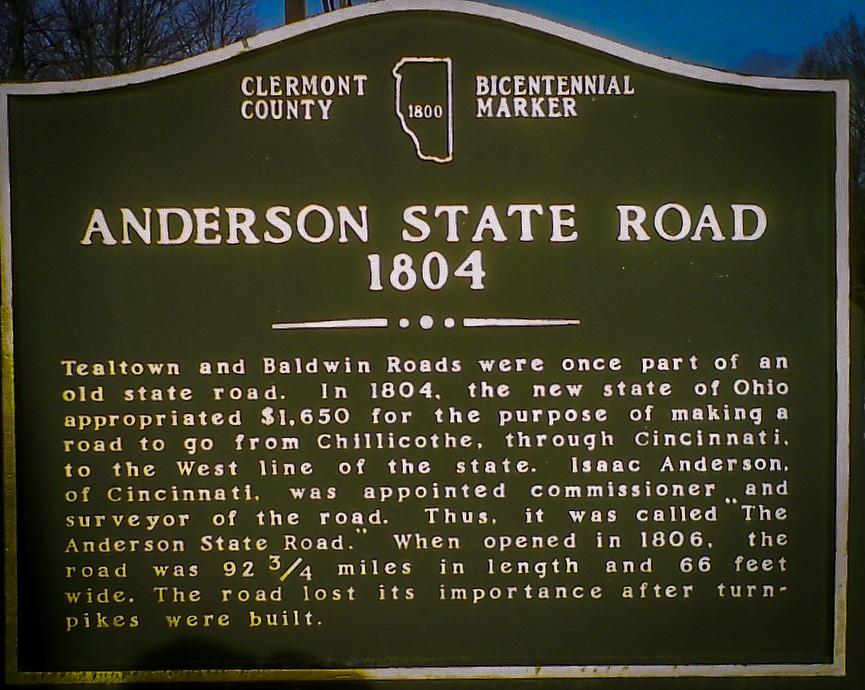 CLERMONT COUNTY
1800
BICENTENNIAL MARKER
ANDERSON STATE ROAD
1804
Tealtown and Baldwin Roads were once part of an
old state road. In 1804, the new state of Ohio
appropriated $1,650 for the purpose of making a
road to go from Chillicothe, through Cincinnati,
to the West line of the state. Isaac Anderson,
of Cincinnati, was appointed commissioner and
surveyor of the road. Thus, it was called "The
Anderson State Road." When opened in 1806, the
road was 92 3/4 miles in length and 66 feet
wide. The road lost its importance after turn-
pikes were built.